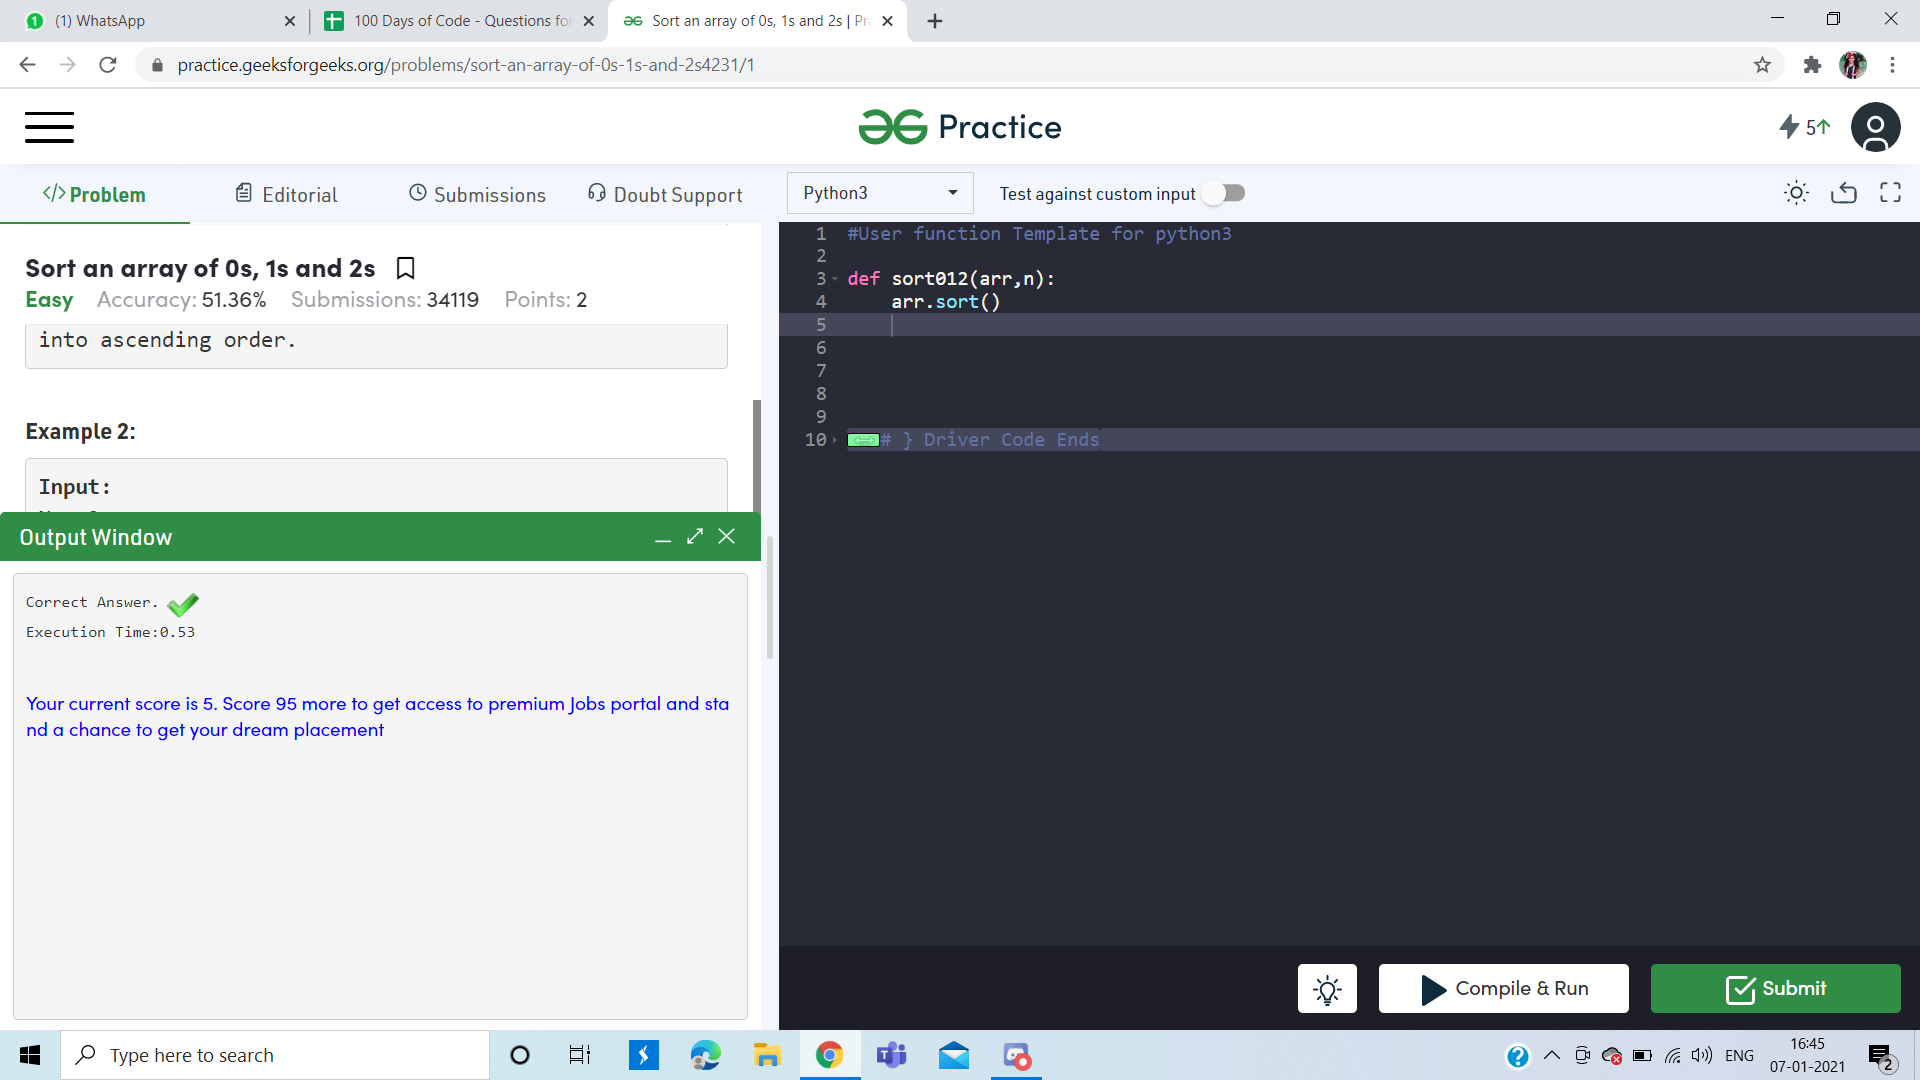 (1) WhatsApp
100 Days of Code - Questions for
Sort an array of 0s, 1s and 2s | Pra
practice.geeksforgeeks.org/problems/sort-an-array-of-0s-1s-and-2s4231/1
Practice
5↑
</> Problem
Editorial
Submissions
Doubt Support
Python3
Test against custom input
Sort an array of 0s, 1s and 2s
Easy Accuracy: 51.36% Submissions: 34119 Points: 2
into ascending order.
Example 2:
Input:
Output Window
Correct Answer.
Execution Time:0.53
Your current score is 5. Score 95 more to get access to premium Jobs portal and sta
nd a chance to get your dream placement
1 #User function Template for python3
2
3 def sort012(arr,n):
4     arr.sort()
5
6
7
8
9
10 # } Driver Code Ends
Compile & Run
Submit
Type here to search
ENG
16:45
07-01-2021
2